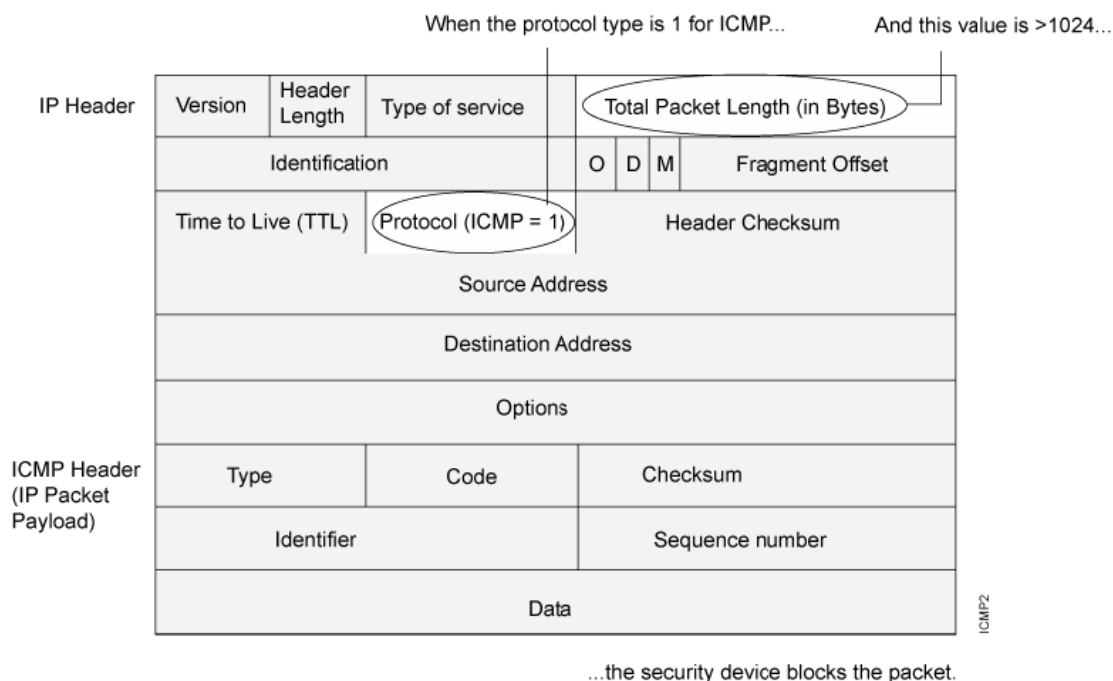 When the protocol type is 1 for ICMP...
And this value is >1024...
IP Header
Version
Header
Length
Type of service
Total Packet Length (in Bytes)
Identification
O
D
M
Fragment Offset
Time to Live (TTL)
Protocol (ICMP = 1)
Header Checksum
Source Address
Destination Address
Options
ICMP Header
(IP Packet
Payload)
Type
Code
Checksum
Identifier
Sequence number
Data
ICMP2
...the security device blocks the packet.